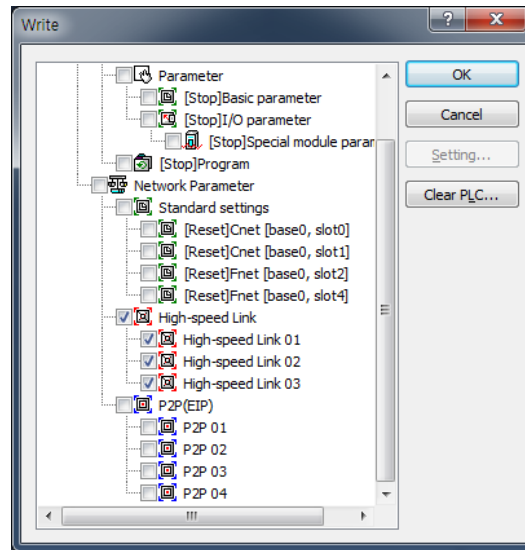 Write
Parameter
[Stop]Basic parameter
[Stop]I/O parameter
[Stop]Special module parar
[Stop]Program
Network Parameter
Standard settings
[Reset]Cnet [base0, slot0]
[Reset]Cnet [base0, slot1]
[Reset]Fnet [base0, slot2]
[Reset]Fnet [base0, slot4]
High-speed Link
High-speed Link 01
High-speed Link 02
High-speed Link 03
P2P(EIP)
P2P 01
P2P 02
P2P 03
P2P 04
OK
Cancel
Setting...
Clear PLC...